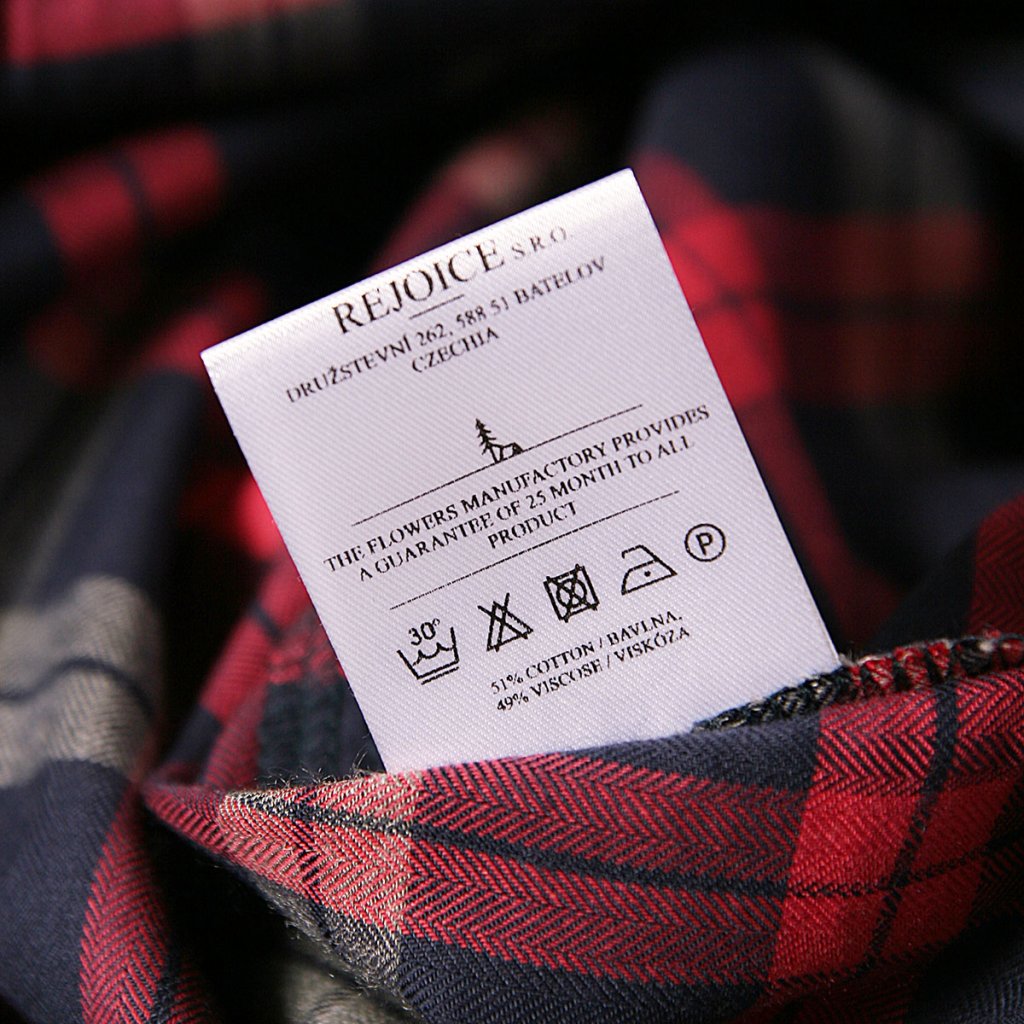 REJOICE S.R.O.
DRUŽSTEVNÍ 262, 588 51 BATELOV
CZECHIA
THE FLOWERS MANUFACTORY PROVIDES
A GUARANTEE OF 25 MONTH TO ALL
PRODUCT
30°
P
51% COTTON / BAVLNA,
49% VISCOSE / VISKÓZA